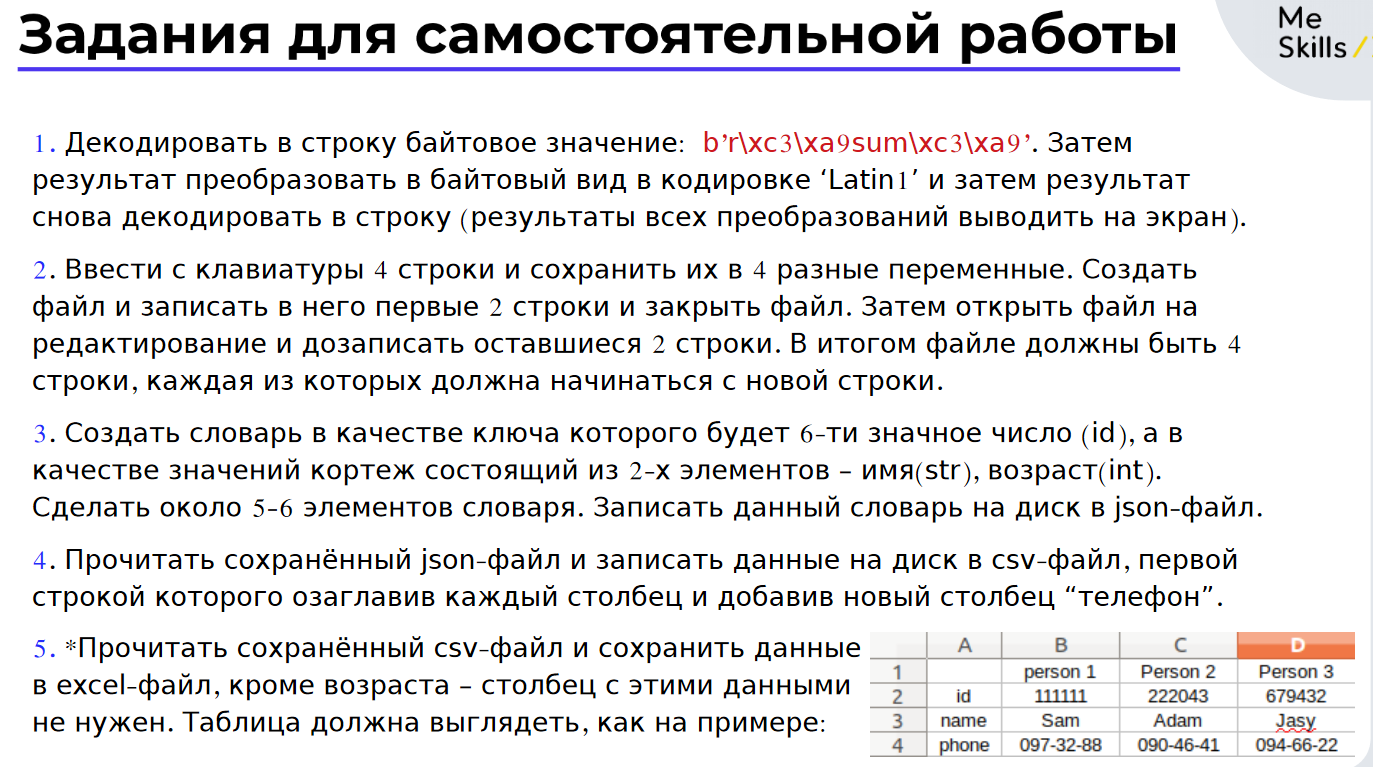 Задания для самостоятельной работы
Me
Skills /
1. Декодировать в строку байтовое значение: b’r\xc3\xa9sum\xc3\xa9’. Затем
результат преобразовать в байтовый вид в кодировке ‘Latin1’ и затем результат
снова декодировать в строку (результаты всех преобразований выводить на экран).
2. Ввести с клавиатуры 4 строки и сохранить их в 4 разные переменные. Создать
файл и записать в него первые 2 строки и закрыть файл. Затем открыть файл на
редактирование и дозаписать оставшиеся 2 строки. В итогом файле должны быть 4
строки, каждая из которых должна начинаться с новой строки.
3. Создать словарь в качестве ключа которого будет 6-ти значное число (id), а в
качестве значений кортеж состоящий из 2-х элементов – имя(str), возраст(int).
Сделать около 5-6 элементов словаря. Записать данный словарь на диск в json-файл.
4. Прочитать сохранённый json-файл и записать данные на диск в csv-файл, первой
строкой которого озаглавив каждый столбец и добавив новый столбец “телефон”.
5. *Прочитать сохранённый csv-файл и сохранить данные
в excel-файл, кроме возраста – столбец с этими данными
не нужен. Таблица должна выглядеть, как на примере:
A B C D
1 person 1 Person 2 Person 3
2 id 111111 222043 679432
3 name Sam Adam Jasy
4 phone 097-32-88 090-46-41 094-66-22